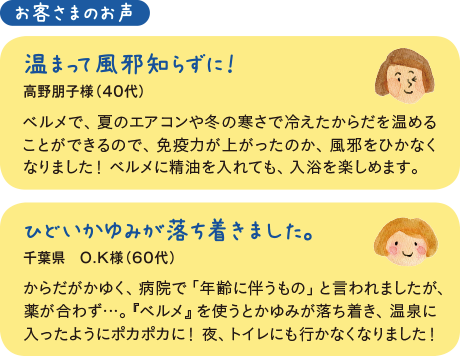 お客さまのお声
温まって風邪知らずに！
高野朋子様（40代）
ベルメで、夏のエアコンや冬の寒さで冷えたからだを温める
ことができるので、免疫力が上がったのか、風邪をひかなく
なりました！ ベルメに精油を入れても、入浴を楽しめます。
ひどいかゆみが落ち着きました。
千葉県　O.K様（60代）
からだがかゆく、病院で「年齢に伴うもの」と言われましたが、
薬が合わず…。『ベルメ』を使うとかゆみが落ち着き、温泉に
入ったようにポカポカに！ 夜、トイレにも行かなくなりました！